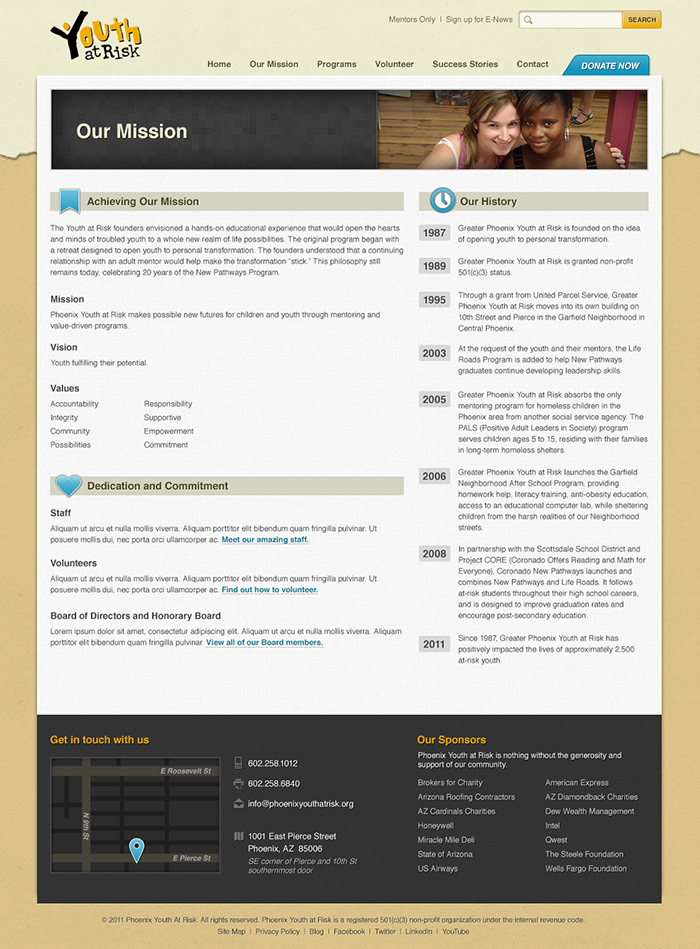 Youth
at Risk
Mentors Only | Sign up for E-News
SEARCH
Home Our Mission Programs Volunteer Success Stories Contact DONATE NOW
Our Mission
Achieving Our Mission
The Youth at Risk founders envisioned a hands-on educational experience that would open the hearts
and minds of troubled youth to a whole new realm of life possibilities. The original program began with
a retreat designed to open youth to personal transformation. The founders understood that a continuing
relationship with an adult mentor would help make the transformation “stick.” This philosophy still
remains today, celebrating 20 years of the New Pathways Program.
Mission
Phoenix Youth at Risk makes possible new futures for children and youth through mentoring and
value-driven programs.
Vision
Youth fulfilling their potential.
Values
Accountability Responsibility
Integrity Supportive
Community Empowerment
Possibilities Commitment
Dedication and Commitment
Staff
Aliquam ut arcu et nulla mollis viverra. Aliquam porttitor elit bibendum quam fringilla pulvinar. Ut
posuere mollis dui, nec porta orci ullamcorper ac. Meet our amazing staff.
Volunteers
Aliquam ut arcu et nulla mollis viverra. Aliquam porttitor elit bibendum quam fringilla pulvinar. Ut
posuere mollis dui, nec porta orci ullamcorper ac. Find out how to volunteer.
Board of Directors and Honorary Board
Lorem ipsum dolor sit amet, consectetur adipiscing elit. Aliquam ut arcu et nulla mollis viverra. Aliquam
porttitor elit bibendum quam fringilla pulvinar. View all of our Board members.
Our History
1987 Greater Phoenix Youth at Risk is founded on the idea
of opening youth to personal transformation.
1989 Greater Phoenix Youth at Risk is granted non-profit
501(c)(3) status.
1995 Through a grant from United Parcel Service, Greater
Phoenix Youth at Risk moves into its own building on
10th Street and Pierce in the Garfield Neighborhood in
Central Phoenix.
2003 At the request of the youth and their mentors, the Life
Roads Program is added to help New Pathways
graduates continue developing leadership skills.
2005 Greater Phoenix Youth at Risk absorbs the only
mentoring program for homeless children in the
Phoenix area from another social service agency. The
PALS (Positive Adult Leaders in Society) program
serves children ages 5 to 15, residing with their families
in long-term homeless shelters.
2006 Greater Phoenix Youth at Risk launches the Garfield
Neighborhood After School Program, providing
homework help, literacy training, anti-obesity education,
access to an educational computer lab, while sheltering
children from the harsh realities of our Neighborhood
streets.
2008 In partnership with the Scottsdale School District and
Project CORE (Coronado Offers Reading and Math for
Everyone), Coronado New Pathways launches and
combines New Pathways and Life Roads. It follows
at-risk students throughout their high school careers,
and is designed to improve graduation rates and
encourage post-secondary education.
2011 Since 1987, Greater Phoenix Youth at Risk has
positively impacted the lives of approximately 2,500
at-risk youth.
Get in touch with us
E Roosevelt St
N 9th St
E Pierce St
602.258.1012
602.258.6840
info@phoenixyouthatrisk.org
1001 East Pierce Street
Phoenix, AZ 85006
SE corner of Pierce and 10th St
southernmost door
Our Sponsors
Phoenix Youth at Risk is nothing without the generosity and
support of our community.
Brokers for Charity American Express
Arizona Roofing Contractors AZ Diamondback Charities
AZ Cardinals Charities Dew Wealth Management
Honeywell Intel
Miracle Mile Deli Qwest
State of Arizona The Steele Foundation
US Airways Wells Fargo Foundation
© 2011 Phoenix Youth At Risk. All rights reserved. Phoenix Youth at Risk is a registered 501(c)(3) non-profit organization under the internal revenue code.
Site Map | Privacy Policy | Blog | Facebook | Twitter | LinkedIn | YouTube